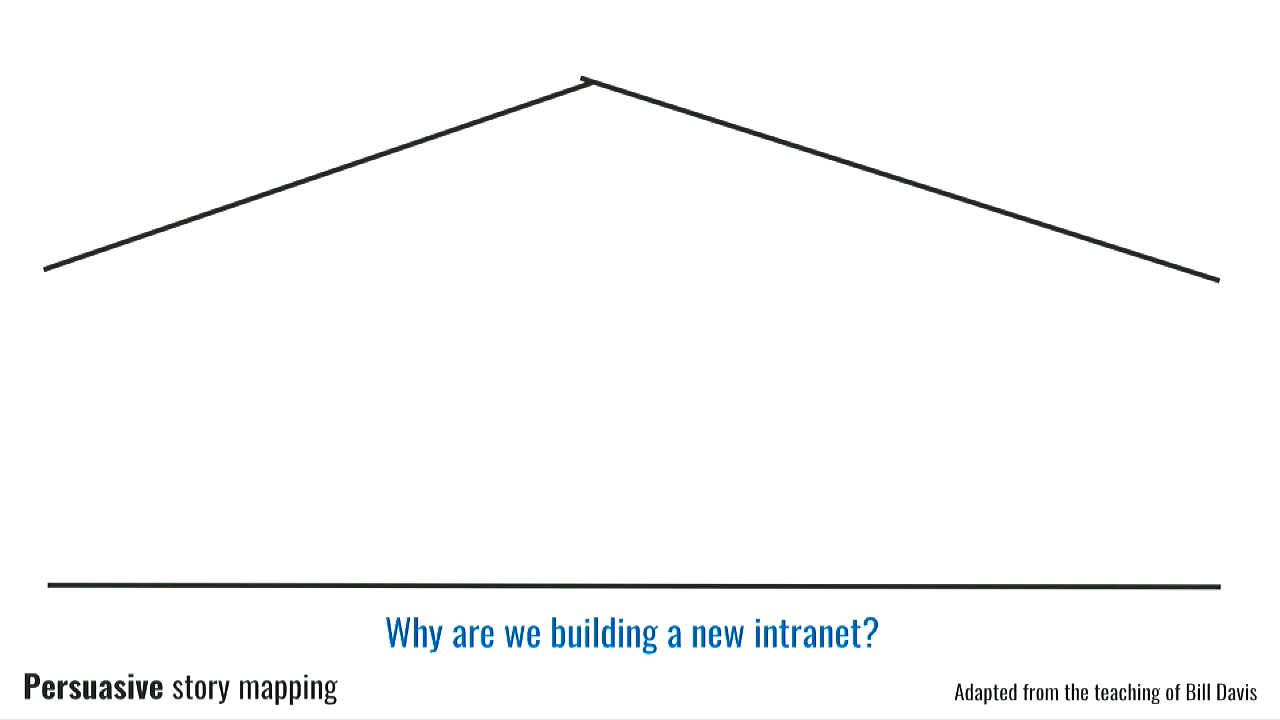 Why are we building a new intranet?
Persuasive story mapping
Adapted from the teaching of Bill Davis